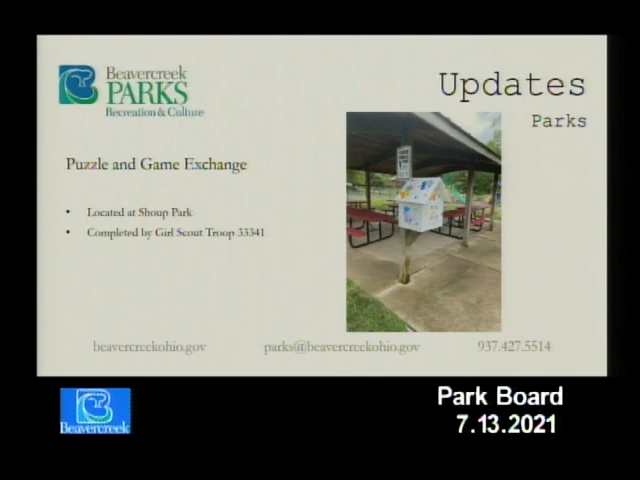 Beavercreek
PARKS
Recreation & Culture
Updates
Parks
Puzzle and Game Exchange
• Located at Shoup Park
• Completed by Girl Scout Troop 33341
beavercreekohio.gov
parks@beavercreekohio.gov
937.427.5514
Beavercreek
Park Board
7.13.2021